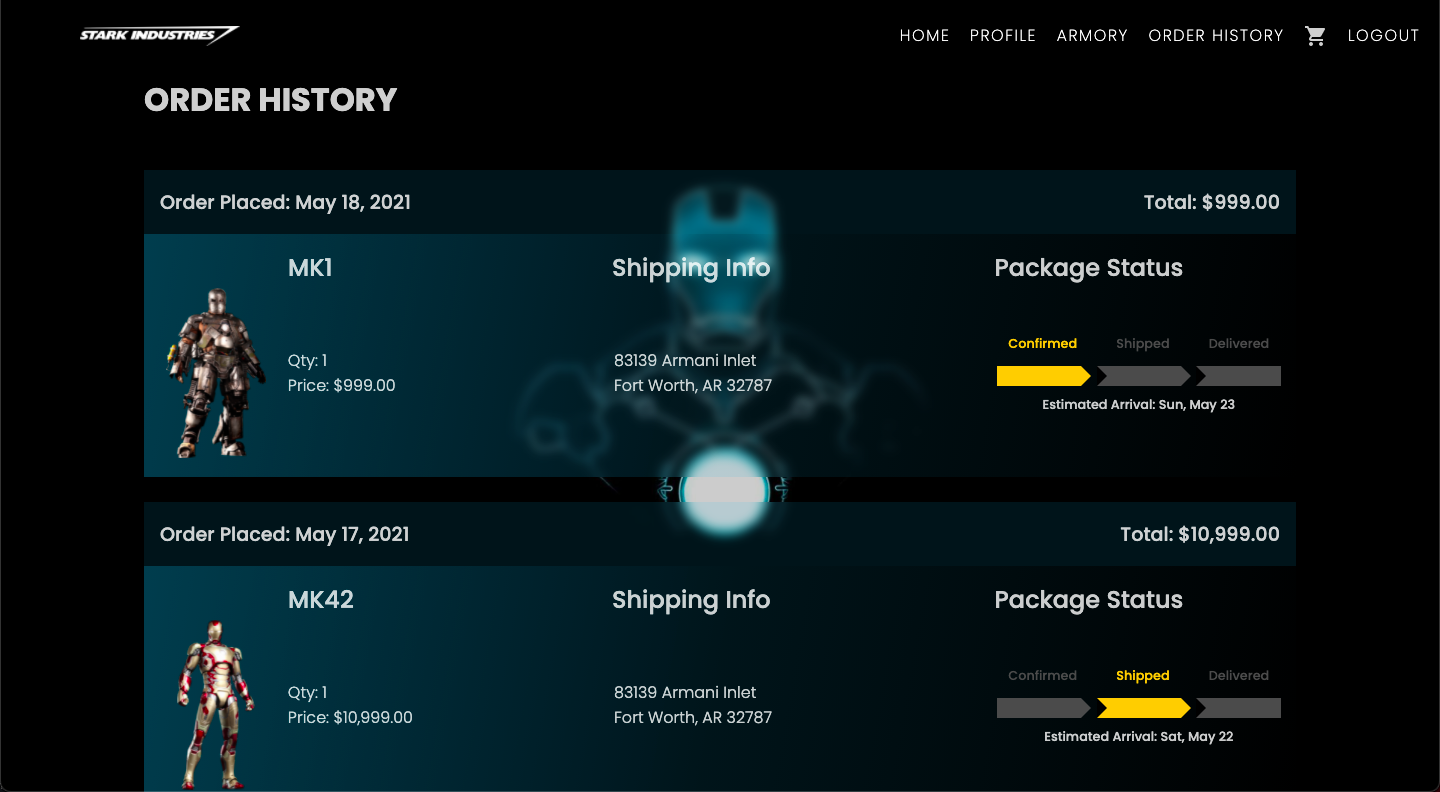 STARK INDUSTRIES
HOME PROFILE ARMORY ORDER HISTORY LOGOUT
ORDER HISTORY
Order Placed: May 18, 2021
Total: $999.00
MK1
Qty: 1
Price: $999.00
Shipping Info
83139 Armani Inlet
Fort Worth, AR 32787
Package Status
Confirmed Shipped Delivered
Estimated Arrival: Sun, May 23
Order Placed: May 17, 2021
Total: $10,999.00
MK42
Qty: 1
Price: $10,999.00
Shipping Info
83139 Armani Inlet
Fort Worth, AR 32787
Package Status
Confirmed Shipped Delivered
Estimated Arrival: Sat, May 22